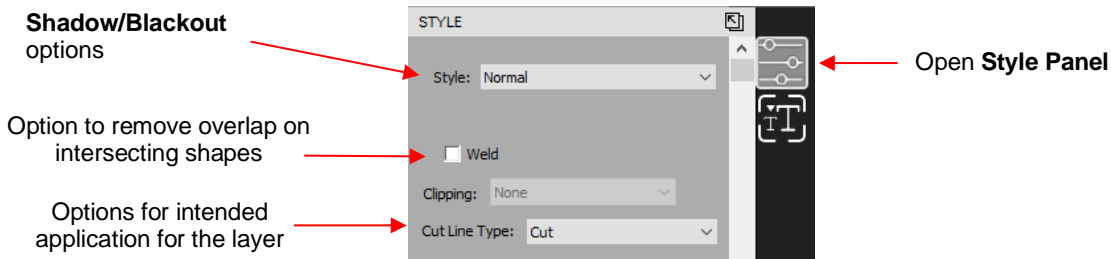 Shadow/Blackout
options
STYLE
Style: Normal
Open Style Panel
T T
Option to remove overlap on
intersecting shapes
Weld
Clipping: None
Options for intended
application for the layer
Cut Line Type: Cut